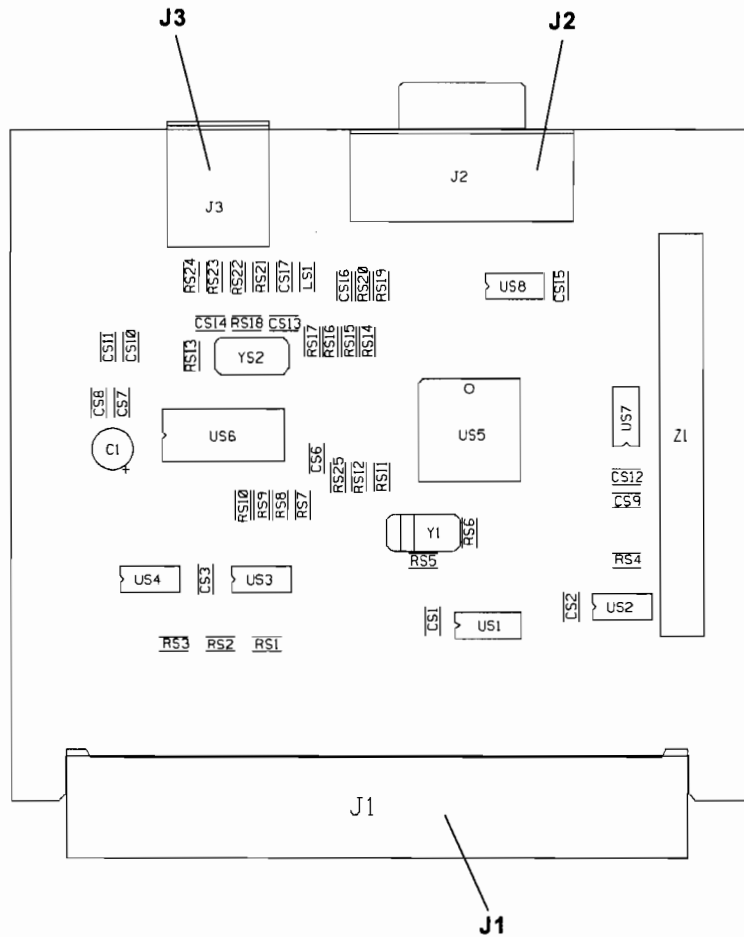 J3 J2
J2
J3
RS24 RS23 RS22 RS21 CS17 LS1 CS16 RS20 RS19 US8 CS15
CS14 RS18 CS13
CS11 CS10 RS13 YS2 RS17 RS16 RS15 RS14
CS8 CS7
C1 + US6 US5 US7 Z1
CS6 RS25 RS12 RS11 CS12
RS10 RS9 RS8 RS7 CS9
Y1 RS6
RS5 RS4
US4 CS3 US3
CS1 US1 CS2 US2
RS3 RS2 RS1
J1
J1